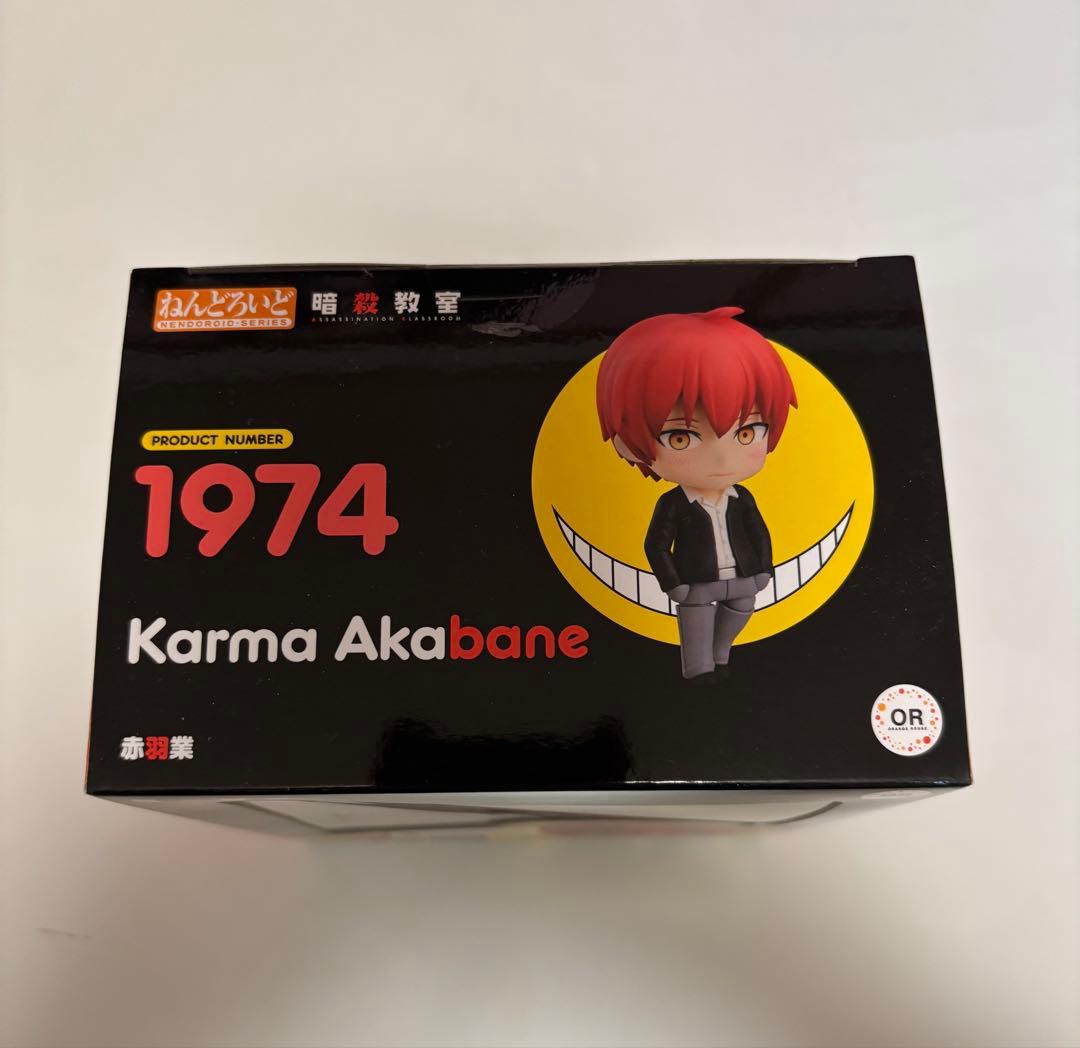 ねんどろいど
NENDOROID·SERIES
暗殺教室
ASSASSINATION CLASSROOM
PRODUCT NUMBER
1974
Karma Akabane
赤羽業
OR
ORANGE ROUGE